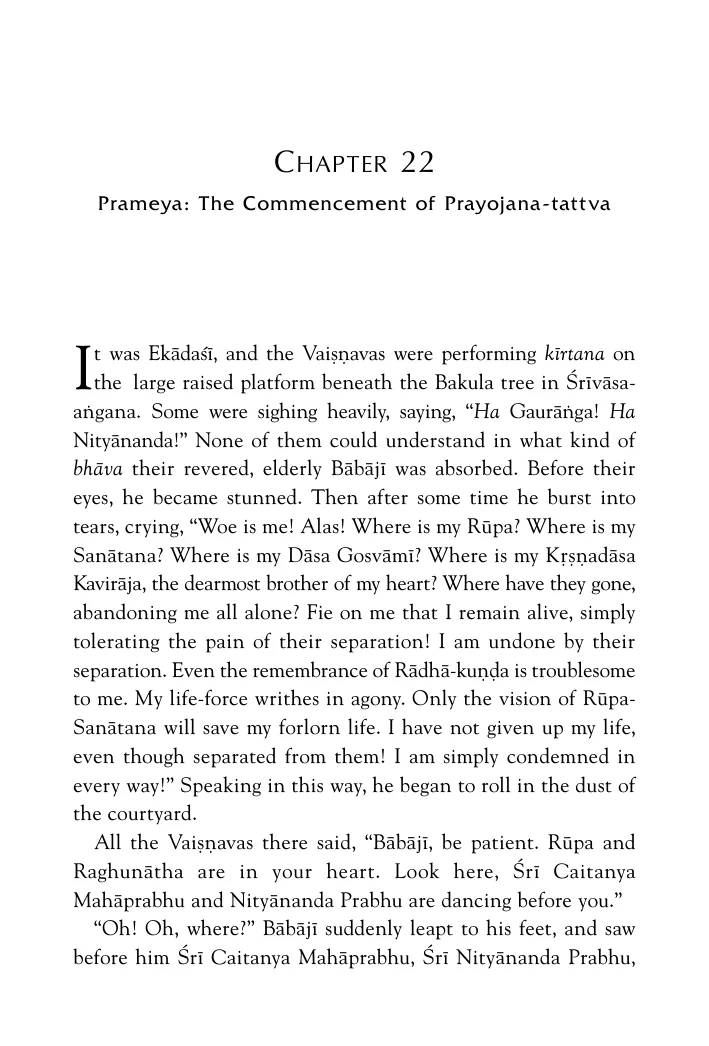 Chapter 22
Prameya: The Commencement of Prayojana-tattva
It was Ekādaśī, and the Vaiṣṇavas were performing kīrtana on
the large raised platform beneath the Bakula tree in Śrīvāsa-
aṅgana. Some were sighing heavily, saying, “Ha Gaurāṅga! Ha
Nityānanda!” None of them could understand in what kind of
bhāva their revered, elderly Bābājī was absorbed. Before their
eyes, he became stunned. Then after some time he burst into
tears, crying, “Woe is me! Alas! Where is my Rūpa? Where is my
Sanātana? Where is my Dāsa Gosvāmī? Where is my Kṛṣṇadāsa
Kavirāja, the dearmost brother of my heart? Where have they gone,
abandoning me all alone? Fie on me that I remain alive, simply
tolerating the pain of their separation! I am undone by their
separation. Even the remembrance of Rādhā-kuṇḍa is troublesome
to me. My life-force writhes in agony. Only the vision of Rūpa-
Sanātana will save my forlorn life. I have not given up my life,
even though separated from them! I am simply condemned in
every way!” Speaking in this way, he began to roll in the dust of
the courtyard.
All the Vaiṣṇavas there said, “Bābājī, be patient. Rūpa and
Raghunātha are in your heart. Look here, Śrī Caitanya
Mahāprabhu and Nityānanda Prabhu are dancing before you.”
“Oh! Oh, where?” Bābājī suddenly leapt to his feet, and saw
before him Śrī Caitanya Mahāprabhu, Śrī Nityānanda Prabhu,